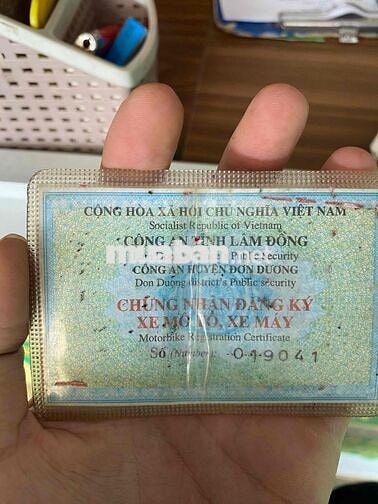 CỘNG HÒA XÃ HỘI CHỦ NGHĨA VIỆT NAM
Socialist Republic of Vietnam
CÔNG AN TỈNH LÂM ĐỒNG
Public Security
CÔNG AN HUYỆN ĐƠN DƯƠNG
Don Duong district's Public security
CHỨNG NHẬN ĐĂNG KÝ
XE MÔ TÔ, XE MÁY
Motorbike Registration Certificate
Số (Number): 019041